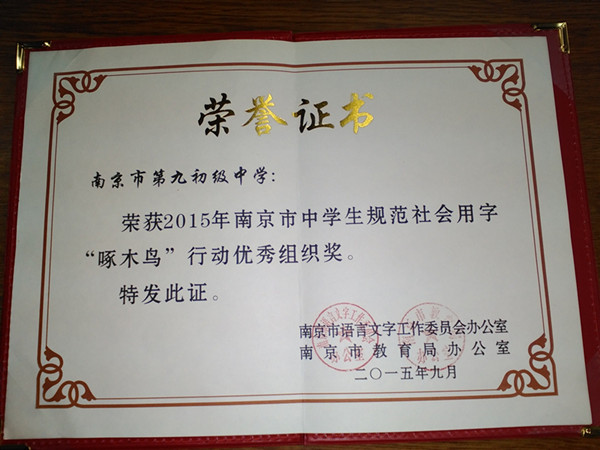 荣誉证书
南京市第九初级中学：
荣获2015年南京市中学生规范社会用字
“啄木鸟”行动优秀组织奖。
特发此证。
南京市语言文字工作委员会办公室
南京市教育局办公室
二〇一五年九月